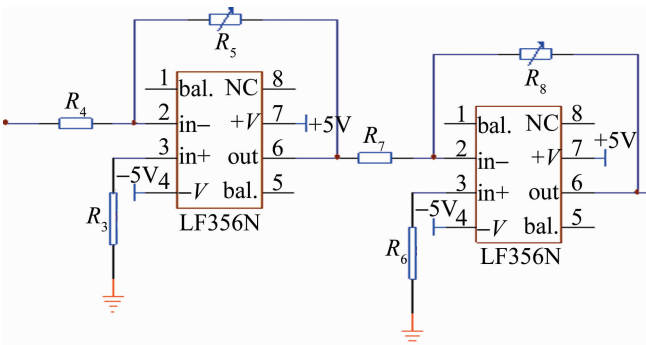 R5
R4
1 bal. NC 8
2 in− +V 7 +5V
3 in+ out 6
−5V 4 −V bal. 5
R3
LF356N
R7
R8
1 bal. NC 8
2 in− +V 7 +5V
3 in+ out 6
−5V 4 −V bal. 5
R6
LF356N